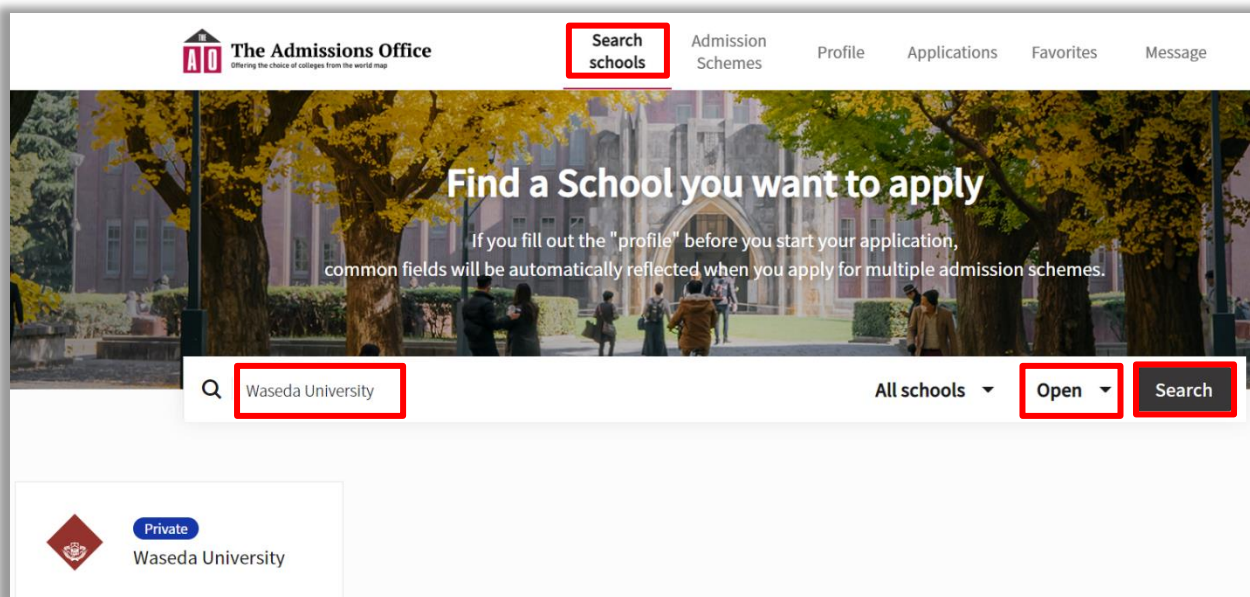 THE
AO
The Admissions Office
Offering the choice of colleges from the world map
Search
schools
Admission
Schemes
Profile
Applications
Favorites
Message
Find a School you want to apply
If you fill out the "profile" before you start your application,
common fields will be automatically reflected when you apply for multiple admission schemes.
Waseda University
All schools
Open
Search
Private
Waseda University